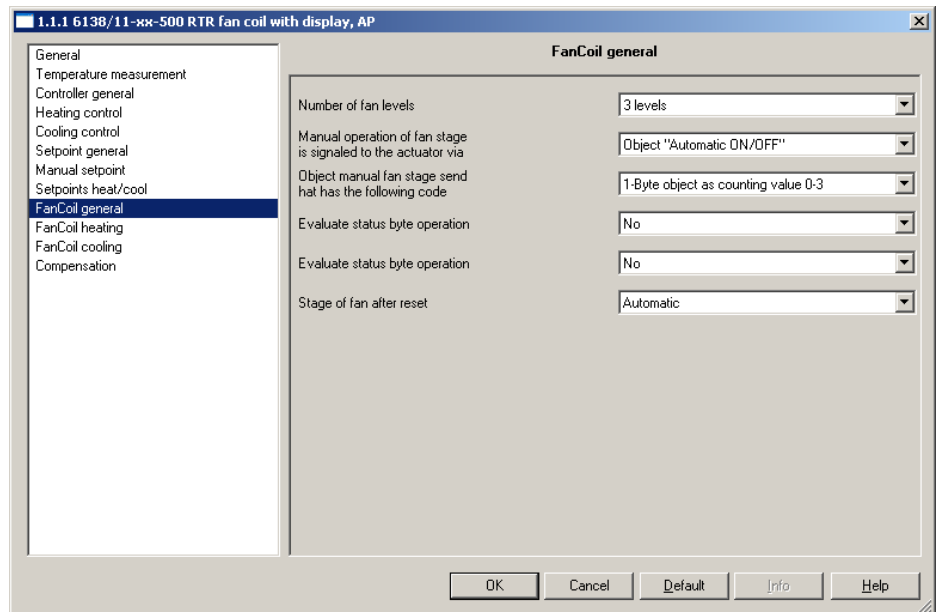 1.1.1 6138/11-xx-500 RTR fan coil with display, AP
General
Temperature measurement
Controller general
Heating control
Cooling control
Setpoint general
Manual setpoint
Setpoints heat/cool
FanCoil general
FanCoil heating
FanCoil cooling
Compensation
FanCoil general
Number of fan levels
3 levels
Manual operation of fan stage
is signaled to the actuator via
Object "Automatic ON/OFF"
Object manual fan stage send
hat has the following code
1-Byte object as counting value 0-3
Evaluate status byte operation
No
Evaluate status byte operation
No
Stage of fan after reset
Automatic
OK
Cancel
Default
Info
Help